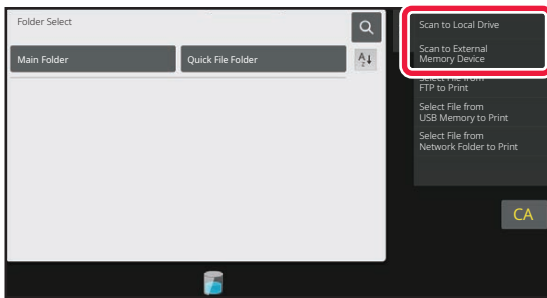 Folder Select
Main Folder
Quick File Folder
A
Z
Scan to Local Drive
Scan to External
Memory Device
Select File from
FTP to Print
Select File from
USB Memory to Print
Select File from
Network Folder to Print
CA